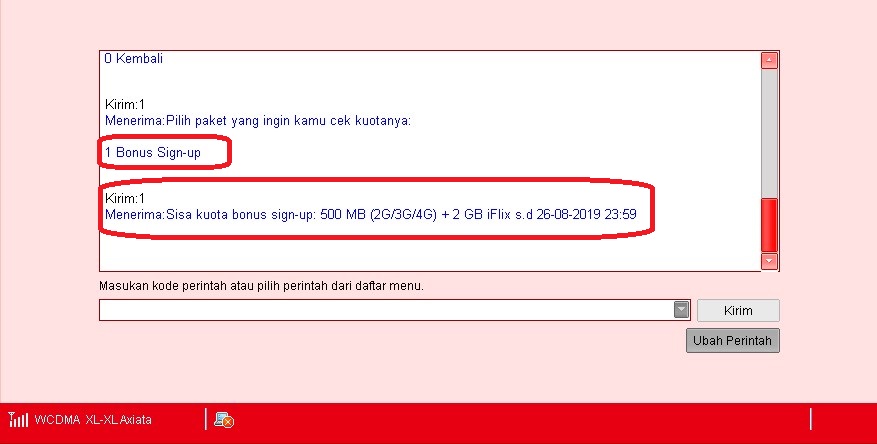 0 Kembali
Kirim:1
Menerima:Pilih paket yang ingin kamu cek kuotanya:
1 Bonus Sign-up
Kirim:1
Menerima:Sisa kuota bonus sign-up: 500 MB (2G/3G/4G) + 2 GB iFlix s.d 26-08-2019 23:59
Masukan kode perintah atau pilih perintah dari daftar menu.
Kirim
Ubah Perintah
WCDMA XL-XL Axiata